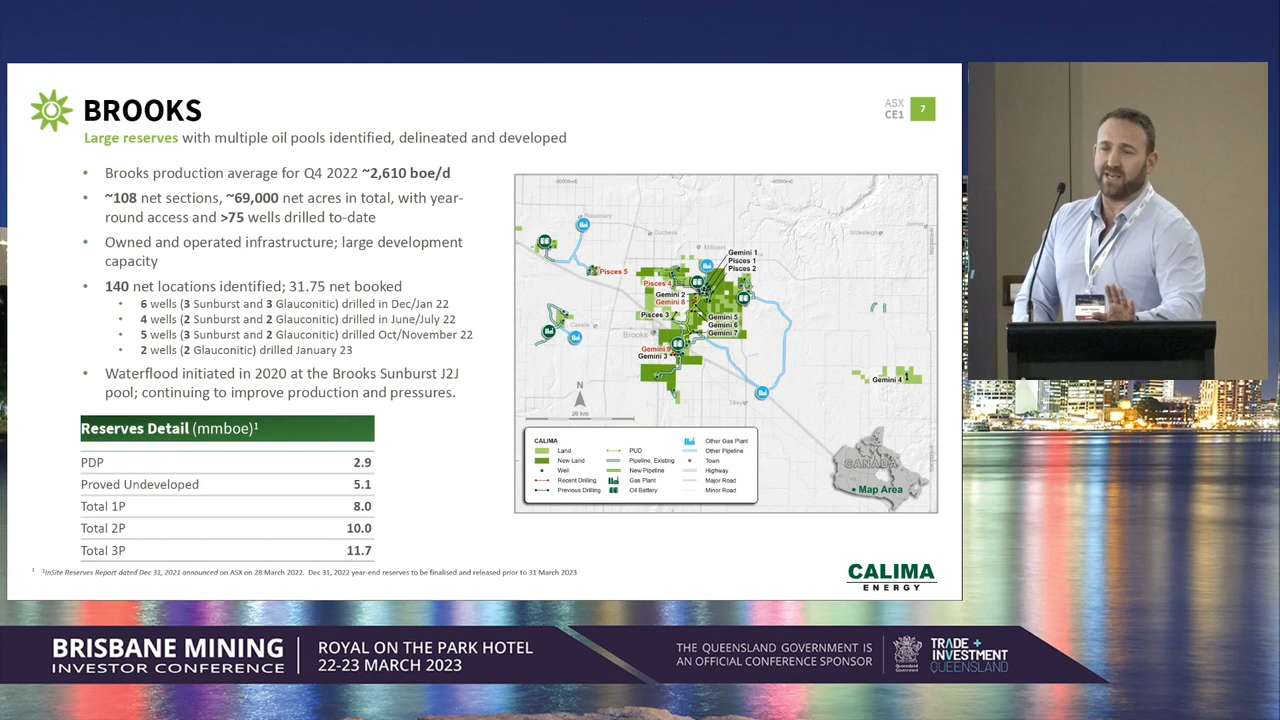 BROOKS
Large reserves with multiple oil pools identified, delineated and developed
ASX
CE1
7
• Brooks production average for Q4 2022 ~2,610 boe/d
• ~108 net sections, ~69,000 net acres in total, with year-
round access and >75 wells drilled to-date
• Owned and operated infrastructure; large development
capacity
• 140 net locations identified; 31.75 net booked
• 6 wells (3 Sunburst and 3 Glauconitic) drilled in Dec/Jan 22
• 4 wells (2 Sunburst and 2 Glauconitic) drilled in June/July 22
• 5 wells (3 Sunburst and 2 Glauconitic) drilled Oct/November 22
• 2 wells (2 Glauconitic) drilled January 23
• Waterflood initiated in 2020 at the Brooks Sunburst J2J
pool; continuing to improve production and pressures.
Reserves Detail (mmboe)¹
PDP 2.9
Proved Undeveloped 5.1
Total 1P 8.0
Total 2P 10.0
Total 3P 11.7
¹ ¹InSite Reserves Report dated Dec 31, 2021 announced on ASX on 28 March 2022. Dec 31, 2022 year-end reserves to be finalised and released prior to 31 March 2023
Rosemary
Duchess
Millicent
Jenner
Gemini 1
Pisces 1
Pisces 2
Pisces 5
Pisces 4
Gemini 2
Gemini 8
Pisces 3
Gemini 5
Gemini 6
Gemini 7
Cassils
Brooks
Gemini 9
Gemini 3
Gemini 4
Tilley
N
20 km
CALIMA
Land
New Land
Well
Recent Drilling
Previous Drilling
PUD
Pipeline, Existing
New Pipeline
Gas Plant
Oil Battery
Other Gas Plant
Other Pipeline
Town
Highway
Major Road
Minor Road
CANADA
Map Area
CALIMA
ENERGY
BRISBANE MINING
INVESTOR CONFERENCE
ROYAL ON THE PARK HOTEL
22-23 MARCH 2023
THE QUEENSLAND GOVERNMENT IS
AN OFFICIAL CONFERENCE SPONSOR
Queensland
Government
TRADE +
INVESTMENT
QUEENSLAND